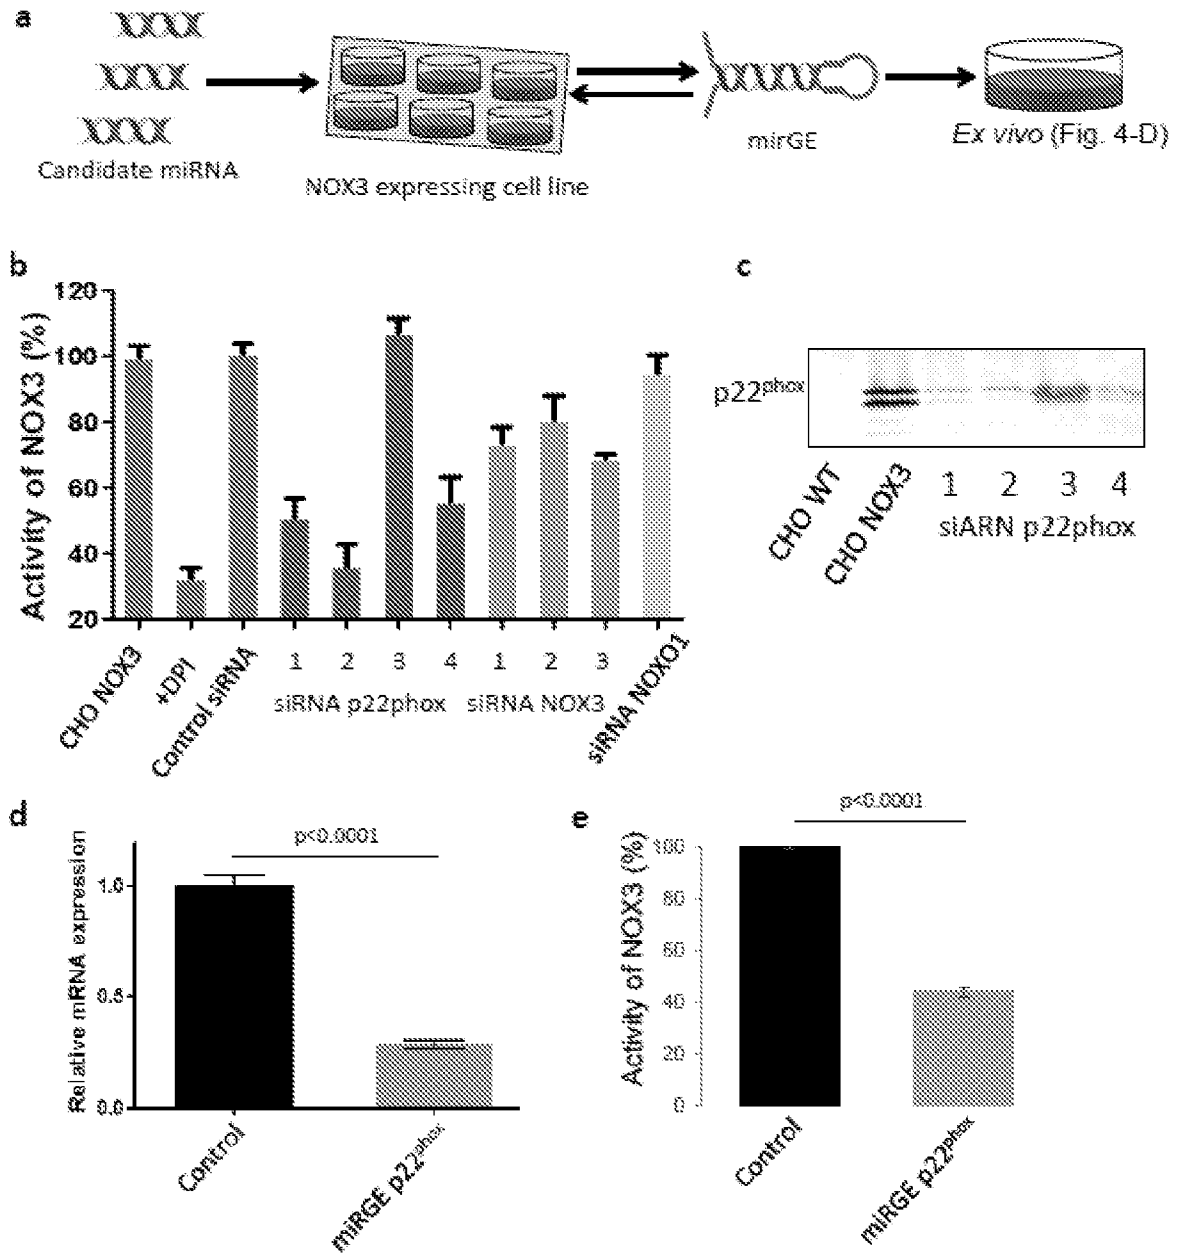 a
Candidate miRNA
NOX3 expressing cell line
mirGE
Ex vivo (Fig. 4-D)
b
Activity of NOX3 (%)
120
100
80
60
40
20
CHO NOX3
+DPI
Control siRNA
1 2 3 4 1 2 3
siRNA p22phox siRNA NOX3
siRNA NOXO1
c
p22phox
CHO WT
CHO NOX3
1 2 3 4
siARN p22phox
d
p<0.0001
Relative mRNA expression
1.0
0.5
0.0
Control
miRGE p22phox
e
p<0.0001
Activity of NOX3 (%)
100
80
60
40
20
0
Control
miRGE p22phox